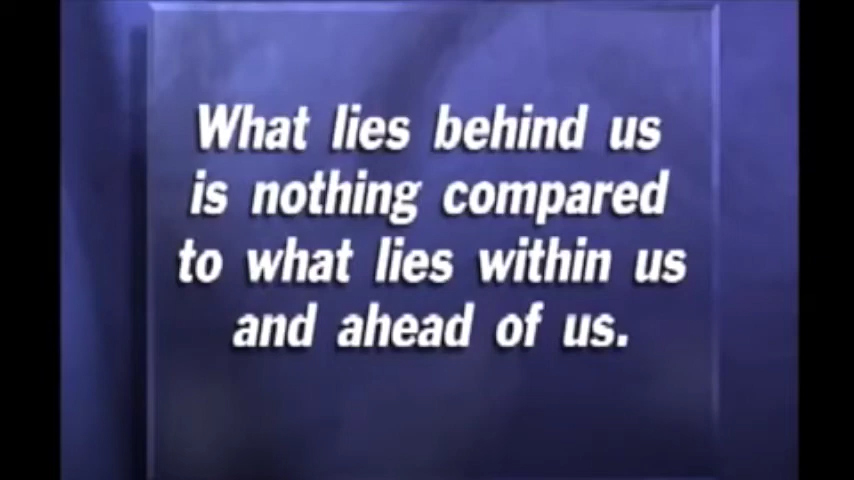 What lies behind us
is nothing compared
to what lies within us
and ahead of us.